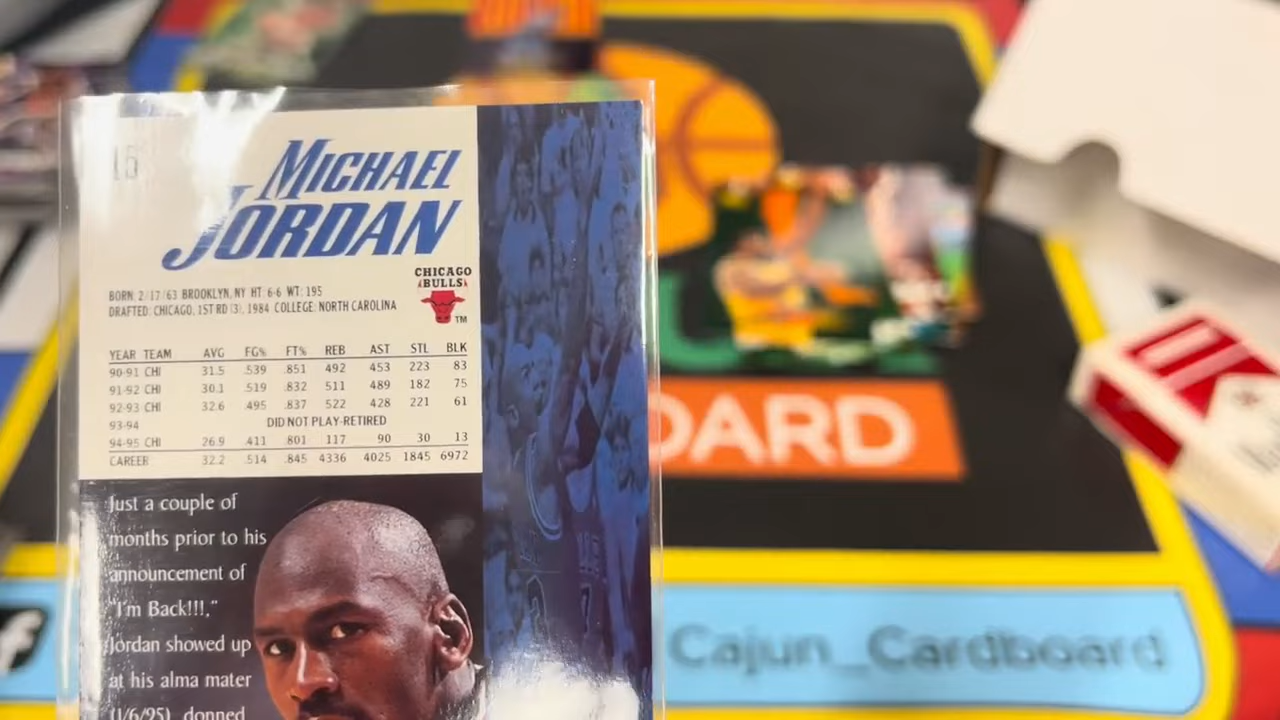 15
MICHAEL
JORDAN
CHICAGO
BULLS
TM
BORN: 2/17/63 BROOKLYN, NY HT: 6-6 WT: 195
DRAFTED: CHICAGO, 1ST RD (3), 1984 COLLEGE: NORTH CAROLINA
YEAR TEAM AVG FG% FT% REB AST STL BLK
90-91 CHI 31.5 .539 .851 492 453 223 83
91-92 CHI 30.1 .519 .832 511 489 182 75
92-93 CHI 32.6 .495 .837 522 428 221 61
93-94 DID NOT PLAY-RETIRED
94-95 CHI 26.9 .411 .801 117 90 30 13
CAREER 32.2 .514 .845 4336 4025 1845 6972
Just a couple of
months prior to his
announcement of
"I'm Back!!!,"
Jordan showed up
at his alma mater
(1/6/95), donned
OARD
f
Cajun_Cardboard